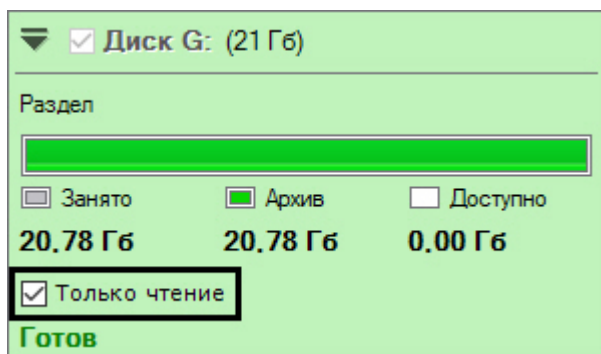 Диск G: (21 Гб)
Раздел
Занято Архив Доступно
20.78 Гб 20.78 Гб 0.00 Гб
Только чтение
Готов